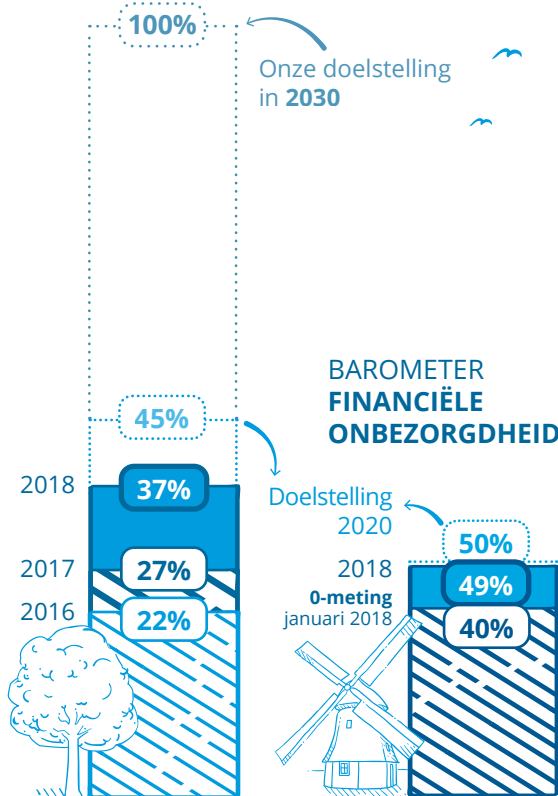 100%
Onze doelstelling
in 2030
BAROMETER
FINANCIËLE
ONBEZORGDHEID
45%
2018
37%
Doelstelling
2020
50%
2017
27%
2018
49%
0-meting
januari 2018
2016
22%
40%